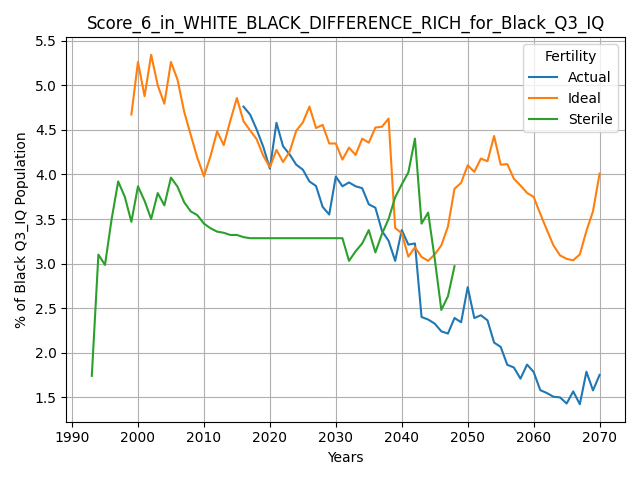 Score_6_in_WHITE_BLACK_DIFFERENCE_RICH_for_Black_Q3_IQ
Fertility
Actual
Ideal
Sterile
% of Black Q3_IQ Population
5.5
5.0
4.5
4.0
3.5
3.0
2.5
2.0
1.5
1990
2000
2010
2020
2030
2040
2050
2060
2070
Years